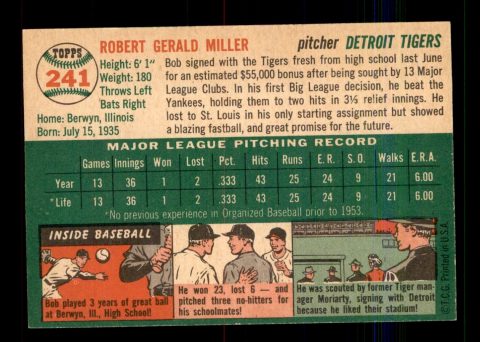 TOPPS
241
ROBERT GERALD MILLER
pitcher DETROIT TIGERS
Height: 6' 1"
Weight: 180
Throws Left
Bats Right
Home: Berwyn, Illinois
Born: July 15, 1935
Bob signed with the Tigers fresh from high school last June
for an estimated $55,000 bonus after being sought by 13 Major
League Clubs. In his first Big League decision, he beat the
Yankees, holding them to two hits in 3⅓ relief innings. He
lost to St. Louis in his only starting assignment but showed
a blazing fastball, and great promise for the future.
MAJOR LEAGUE PITCHING RECORD
Games Innings Won Lost Pct. Hits Runs E.R. S.O. Walks E.R.A.
Year 13 36 1 2 .333 43 25 24 9 21 6.00
*Life 13 36 1 2 .333 43 25 24 9 21 6.00
*No previous experience in Organized Baseball prior to 1953.
INSIDE BASEBALL
Bob played 3 years of great ball
at Berwyn, Ill., High School!
He won 23, lost 6 — and
pitched three no-hitters for
his schoolmates!
He was scouted by former Tiger man-
ager Moriarty, signing with Detroit
because he liked their stadium!
© T.C.G. Printed in U.S.A.